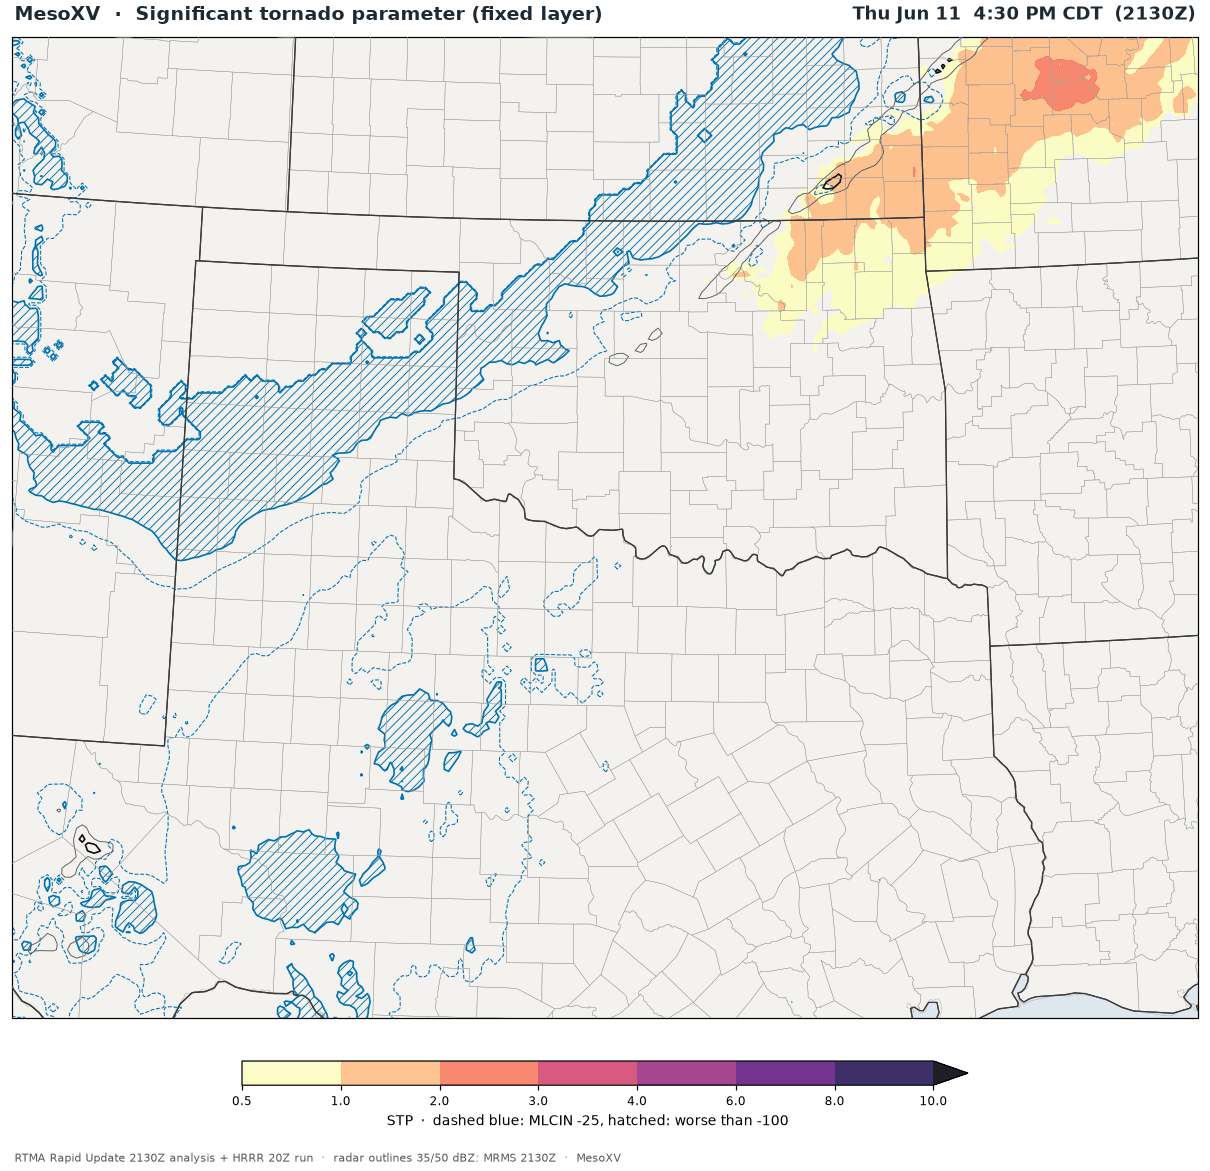 MesoXV · Significant tornado parameter (fixed layer)
Thu Jun 11 4:30 PM CDT (2130Z)
0.5 1.0 2.0 3.0 4.0 6.0 8.0 10.0
STP · dashed blue: MLCIN -25, hatched: worse than -100
RTMA Rapid Update 2130Z analysis + HRRR 20Z run · radar outlines 35/50 dBZ: MRMS 2130Z · MesoXV